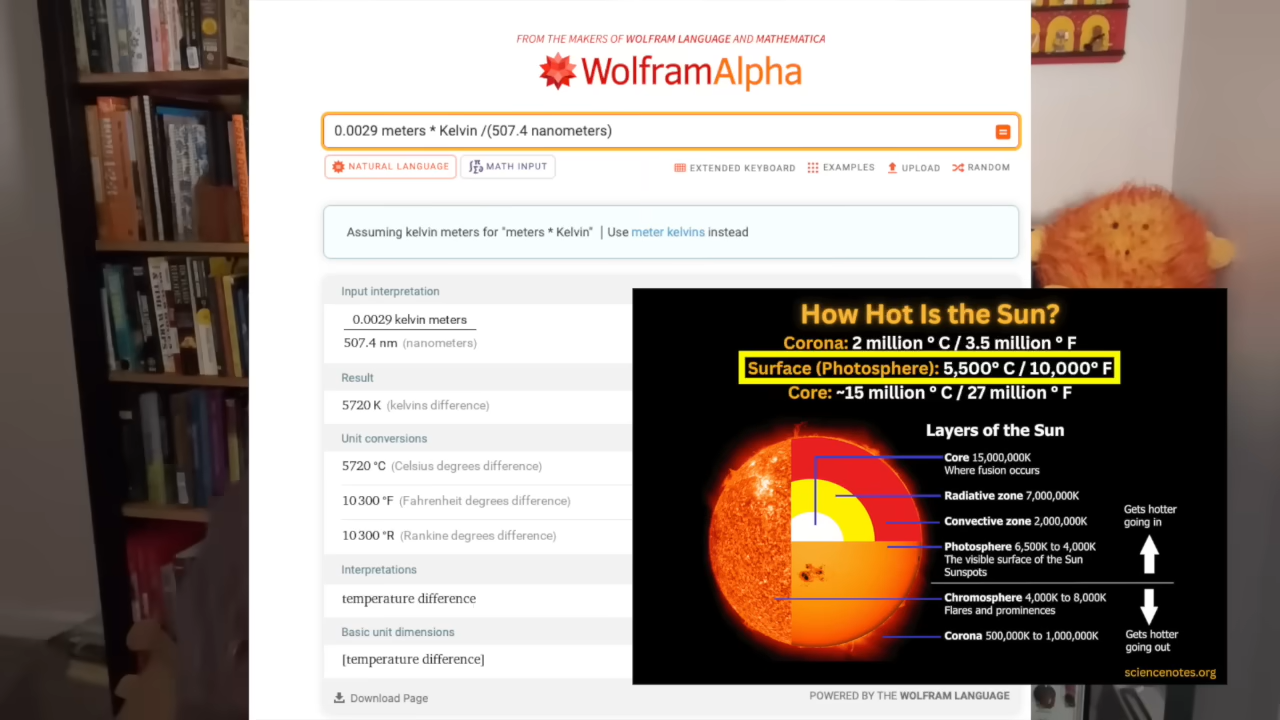 FROM THE MAKERS OF WOLFRAM LANGUAGE AND MATHEMATICA
WolframAlpha
0.0029 meters * Kelvin /(507.4 nanometers)
NATURAL LANGUAGE
MATH INPUT
EXTENDED KEYBOARD
EXAMPLES
UPLOAD
RANDOM
Assuming kelvin meters for "meters * Kelvin" | Use meter kelvins instead
Input interpretation
0.0029 kelvin meters
507.4 nm (nanometers)
Result
5720 K (kelvins difference)
Unit conversions
5720 °C (Celsius degrees difference)
10300 °F (Fahrenheit degrees difference)
10300 °R (Rankine degrees difference)
Interpretations
temperature difference
Basic unit dimensions
[temperature difference]
Download Page
POWERED BY THE WOLFRAM LANGUAGE
How Hot Is the Sun?
Corona: 2 million ° C / 3.5 million ° F
Surface (Photosphere): 5,500° C / 10,000° F
Core: ~15 million ° C / 27 million ° F
Layers of the Sun
Core 15,000,000K
Where fusion occurs
Radiative zone 7,000,000K
Convective zone 2,000,000K
Photosphere 6,500K to 4,000K
The visible surface of the Sun
Sunspots
Chromosphere 4,000K to 8,000K
Flares and prominences
Corona 500,000K to 1,000,000K
Gets hotter
going in
Gets hotter
going out
sciencenotes.org